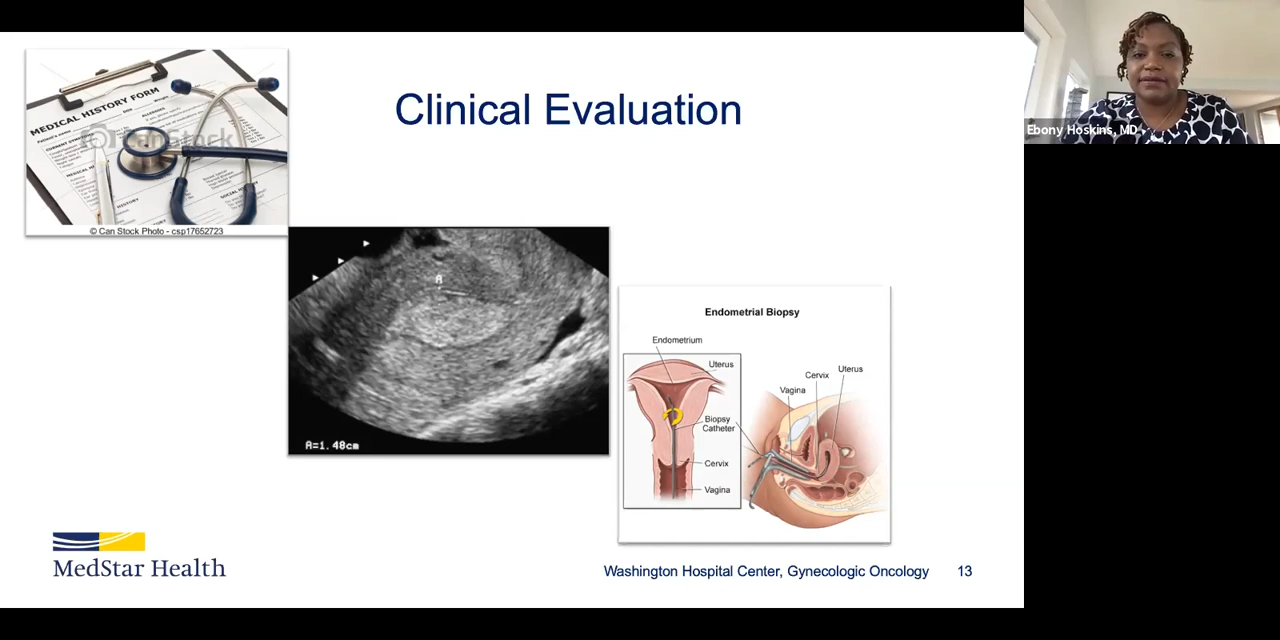 Clinical Evaluation
MEDICAL HISTORY FORM
CanStock
© Can Stock Photo - csp17652723
A
A=1.48cm
Endometrial Biopsy
Endometrium
Uterus
Biopsy
Catheter
Cervix
Vagina
Vagina
Cervix
Uterus
MedStar Health
Washington Hospital Center, Gynecologic Oncology
13
Ebony Hoskins, MD